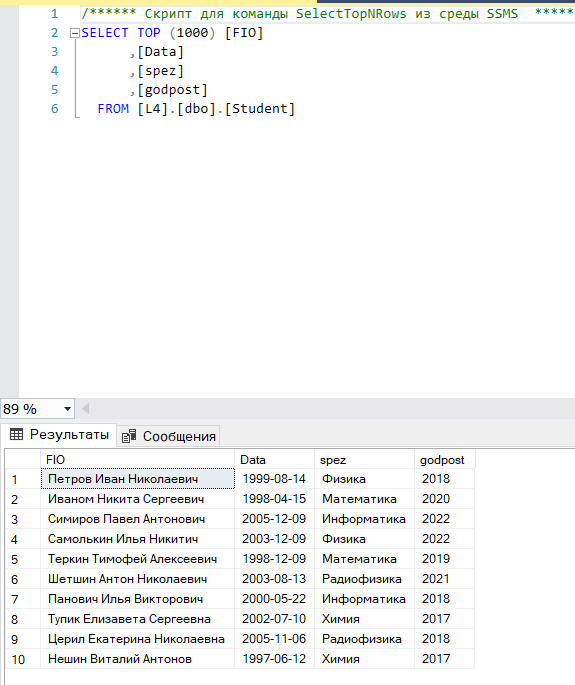 1 /****** Скрипт для команды SelectTopNRows из среды SSMS *****
2 SELECT TOP (1000) [FIO]
3 ,[Data]
4 ,[spez]
5 ,[godpost]
6 FROM [L4].[dbo].[Student]
89 %
Результаты Сообщения
FIO Data spez godpost
1 Петров Иван Николаевич 1999-08-14 Физика 2018
2 Иваном Никита Сергеевич 1998-04-15 Математика 2020
3 Симиров Павел Антонович 2005-12-09 Информатика 2022
4 Самолькин Илья Никитич 2003-12-09 Физика 2022
5 Теркин Тимофей Алексеевич 1998-12-09 Математика 2019
6 Шетшин Антон Николаевич 2003-08-13 Радиофизика 2021
7 Панович Илья Викторович 2000-05-22 Информатика 2018
8 Тупик Елизавета Сергеевна 2002-07-10 Химия 2017
9 Церил Екатерина Николаевна 2005-11-06 Радиофизика 2018
10 Нешин Виталий Антонов 1997-06-12 Химия 2017